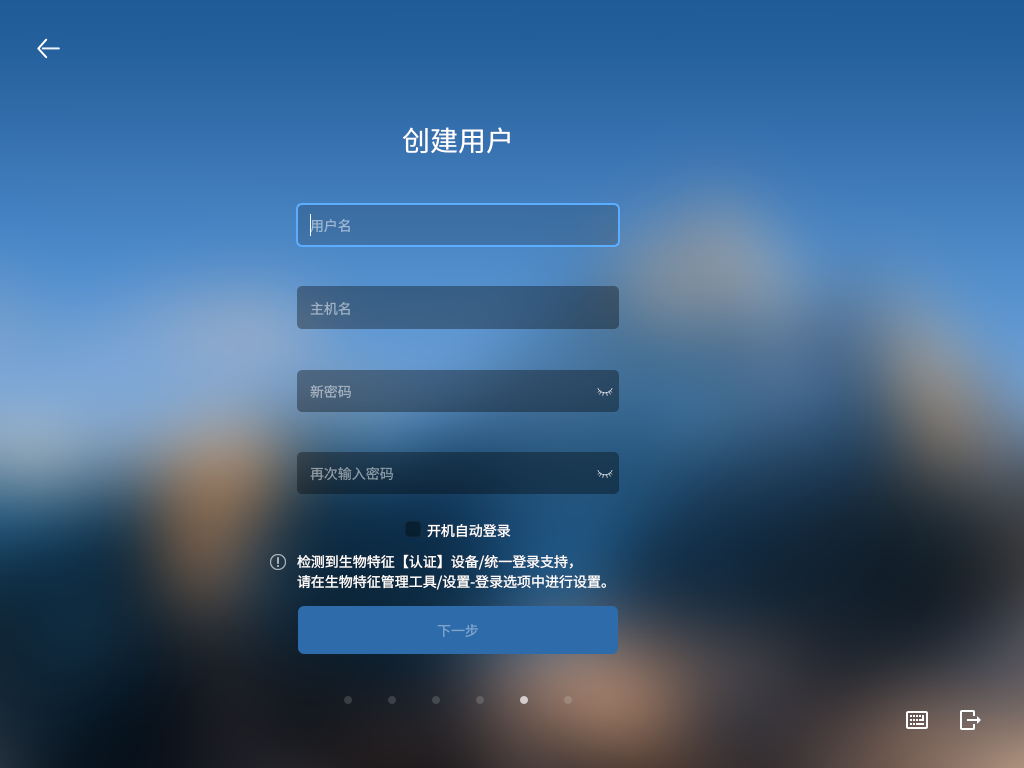 创建用户
用户名
主机名
新密码
再次输入密码
开机自动登录
检测到生物特征【认证】设备/统一登录支持，
请在生物特征管理工具/设置-登录选项中进行设置。
下一步